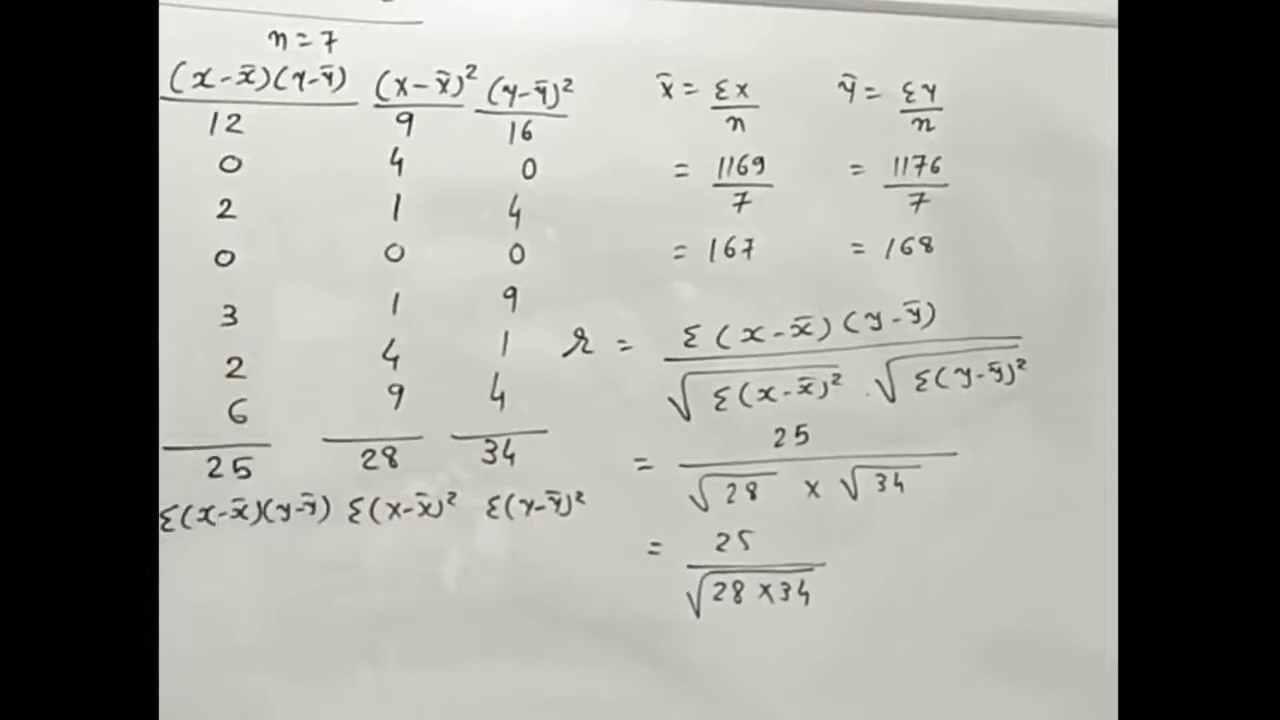 n = 7
(x-x̄)(y-ȳ) (x-x̄)² (y-ȳ)²
12 9 16
0 4 0
2 1 4
0 0 0
3 1 9
2 4 1
6 9 4
25 28 34
Σ(x-x̄)(y-ȳ) Σ(x-x̄)² Σ(y-ȳ)²
x̄ = Σx/n ȳ = Σy/n
= 1169/7 = 1176/7
= 167 = 168
r = Σ(x-x̄)(y-ȳ) / √Σ(x-x̄)² . √Σ(y-ȳ)²
= 25 / √28 × √34
= 25 / √28 × 34